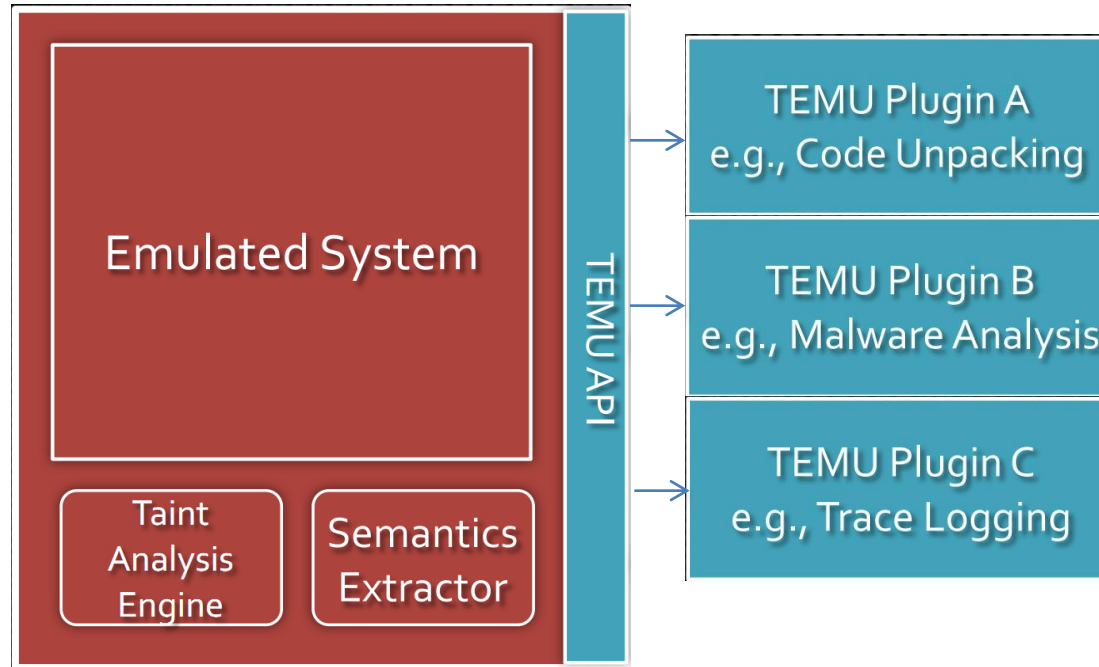 Emulated System
Taint
Analysis
Engine
Semantics
Extractor
TEMU API
TEMU Plugin A
e.g., Code Unpacking
TEMU Plugin B
e.g., Malware Analysis
TEMU Plugin C
e.g., Trace Logging